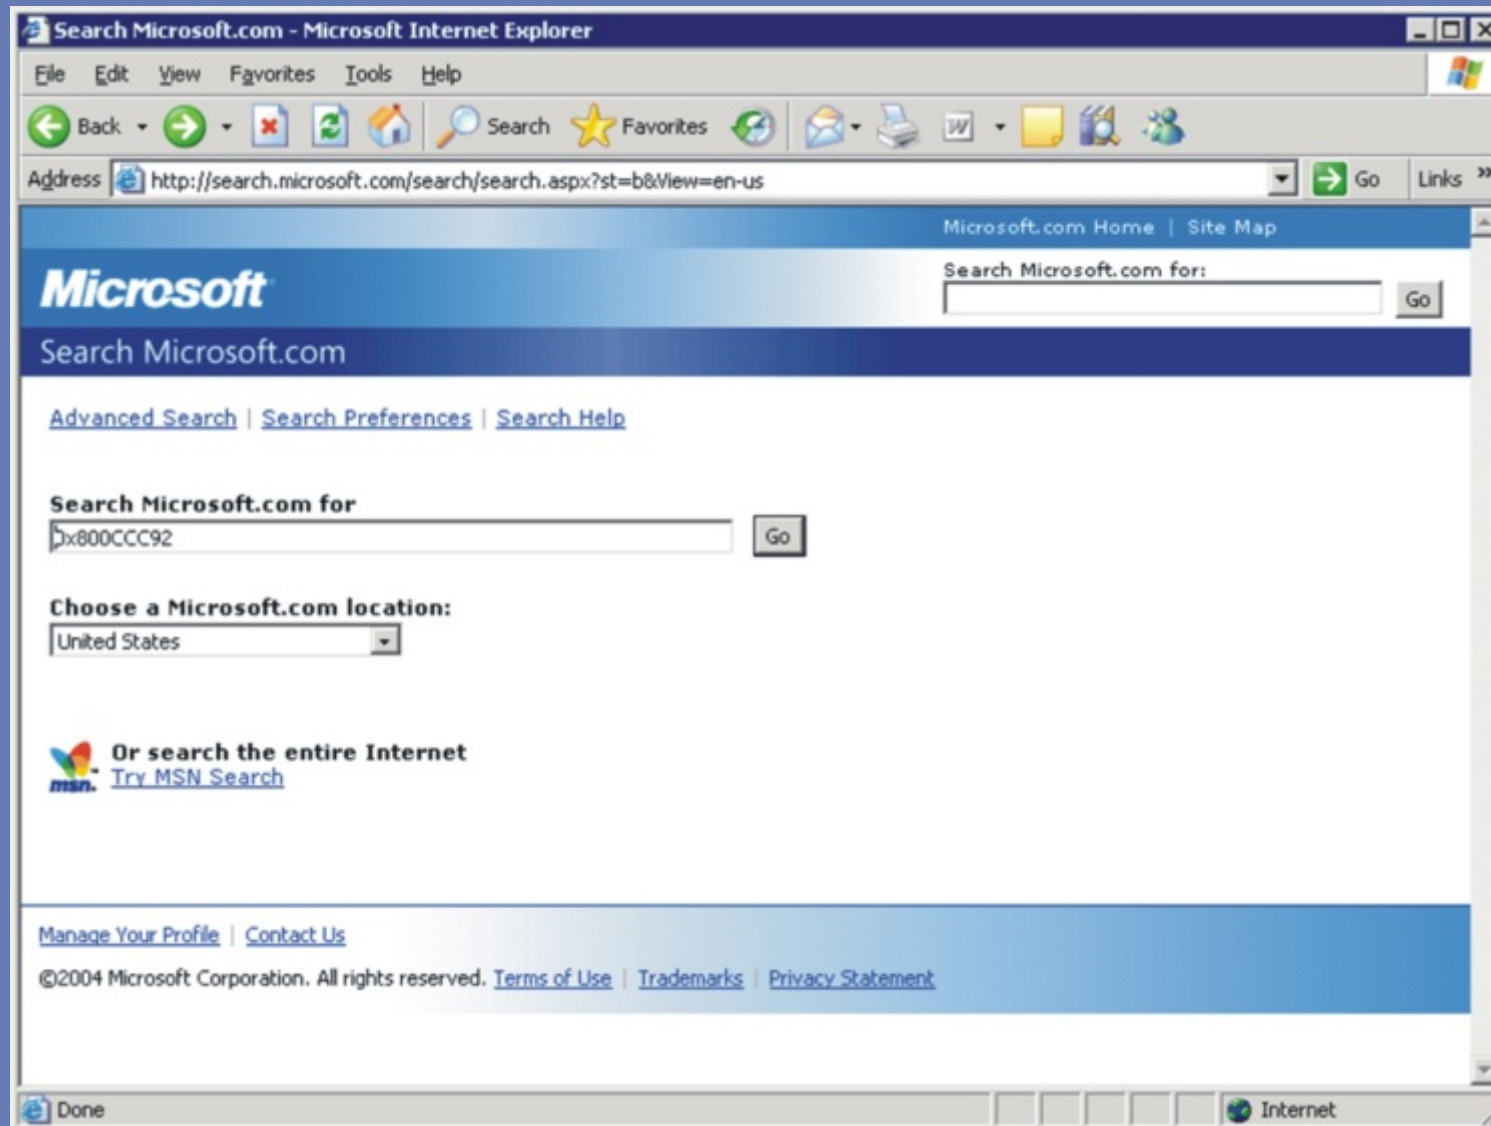 Search Microsoft.com - Microsoft Internet Explorer
File Edit View Favorites Tools Help
Back Search Favorites
Address http://search.microsoft.com/search/search.aspx?st=b&View=en-us Go Links »
Microsoft.com Home | Site Map
Microsoft
Search Microsoft.com for:
Go
Search Microsoft.com
Advanced Search | Search Preferences | Search Help
Search Microsoft.com for
0x800CCC92 Go
Choose a Microsoft.com location:
United States
Or search the entire Internet
msn. Try MSN Search
Manage Your Profile | Contact Us
©2004 Microsoft Corporation. All rights reserved. Terms of Use | Trademarks | Privacy Statement
Done Internet